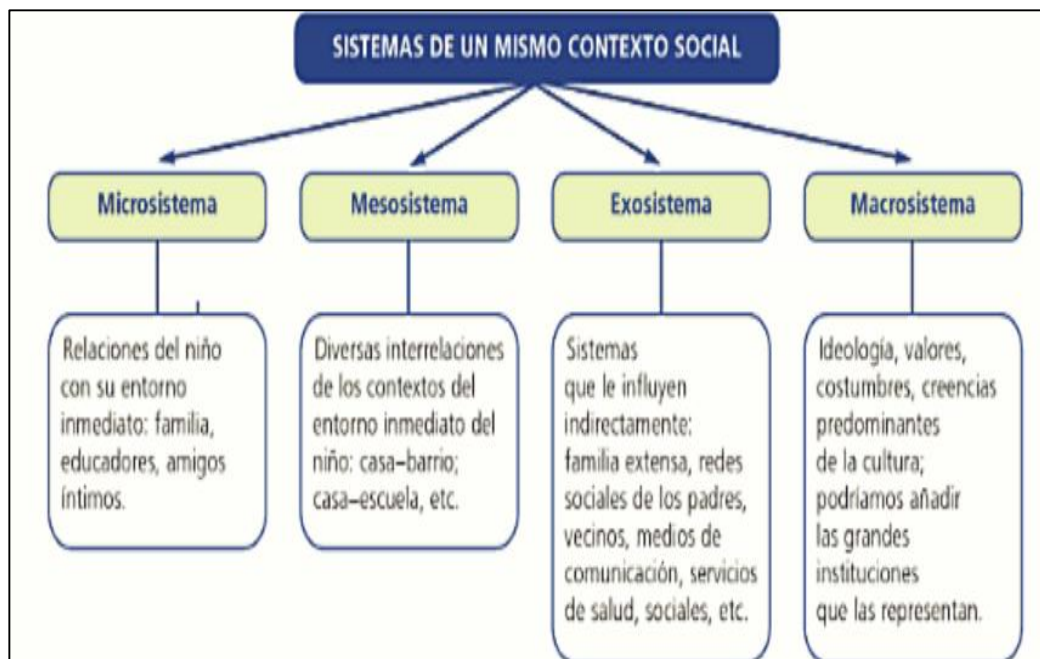 SISTEMAS DE UN MISMO CONTEXTO SOCIAL
Microsistema
Relaciones del niño
con su entorno
inmediato: familia,
educadores, amigos
íntimos.
Mesosistema
Diversas interrelaciones
de los contextos del
entorno inmediato del
niño: casa–barrio;
casa–escuela, etc.
Exosistema
Sistemas
que le influyen
indirectamente:
familia extensa, redes
sociales de los padres,
vecinos, medios de
comunicación, servicios
de salud, sociales, etc.
Macrosistema
Ideología, valores,
costumbres, creencias
predominantes
de la cultura;
podríamos añadir
las grandes
instituciones
que las representan.